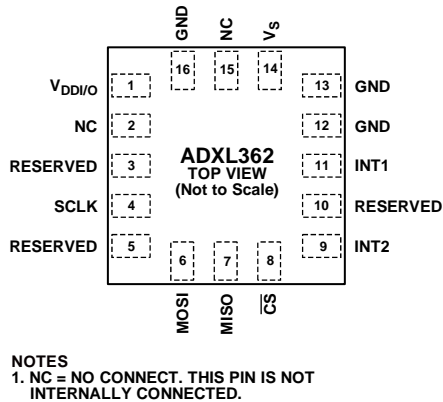 GND
NC
VS
16
15
14
VDDI/O
1
13
GND
NC
2
12
GND
RESERVED
3
ADXL362
TOP VIEW
(Not to Scale)
11
INT1
SCLK
4
10
RESERVED
RESERVED
5
9
INT2
6
7
8
MOSI
MISO
CS
NOTES
1. NC = NO CONNECT. THIS PIN IS NOT
INTERNALLY CONNECTED.